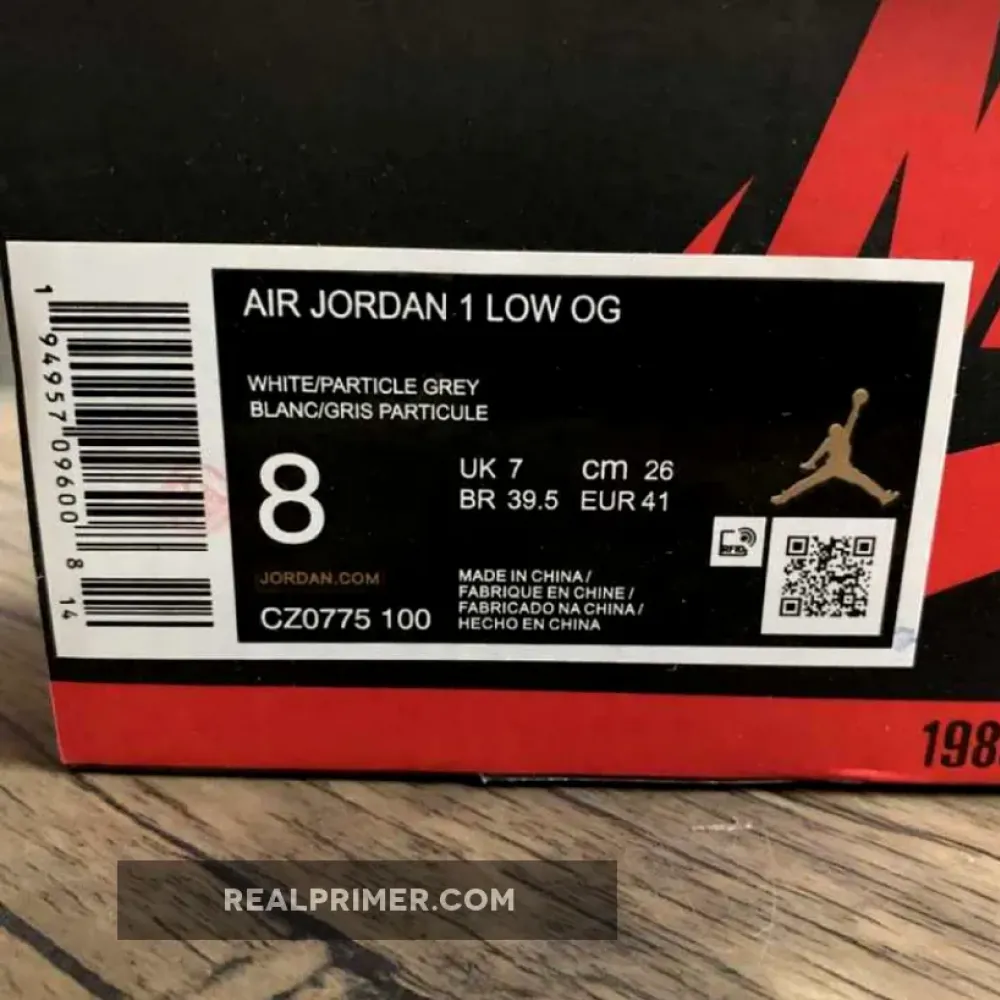 1 94957 09600 8 14
AIR JORDAN 1 LOW OG
WHITE/PARTICLE GREY
BLANC/GRIS PARTICULE
8
UK 7 cm 26
BR 39.5 EUR 41
RFID
JORDAN.COM
CZ0775 100
MADE IN CHINA /
FABRIQUE EN CHINE /
FABRICADO NA CHINA /
HECHO EN CHINA
198
REALPRIMER.COM